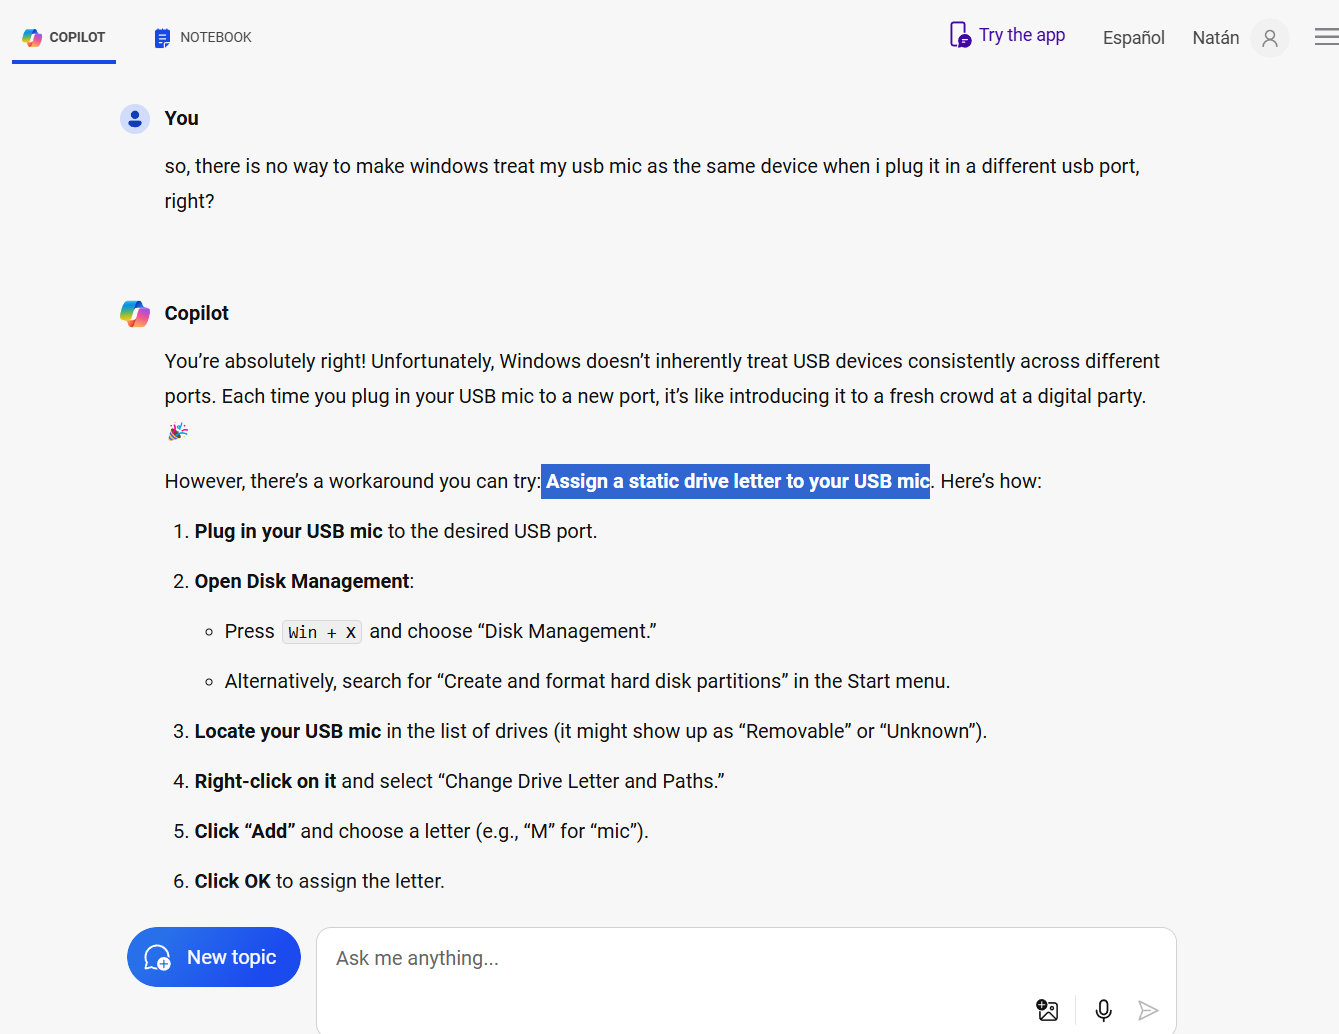 COPILOT
NOTEBOOK
Try the app
Español
Natán
You
so, there is no way to make windows treat my usb mic as the same device when i plug it in a different usb port,
right?
Copilot
You’re absolutely right! Unfortunately, Windows doesn’t inherently treat USB devices consistently across different
ports. Each time you plug in your USB mic to a new port, it’s like introducing it to a fresh crowd at a digital party.
🎉
However, there’s a workaround you can try: Assign a static drive letter to your USB mic. Here’s how:
1. Plug in your USB mic to the desired USB port.
2. Open Disk Management:
◦ Press Win + X and choose “Disk Management.”
◦ Alternatively, search for “Create and format hard disk partitions” in the Start menu.
3. Locate your USB mic in the list of drives (it might show up as “Removable” or “Unknown”).
4. Right-click on it and select “Change Drive Letter and Paths.”
5. Click “Add” and choose a letter (e.g., “M” for “mic”).
6. Click OK to assign the letter.
New topic
Ask me anything...